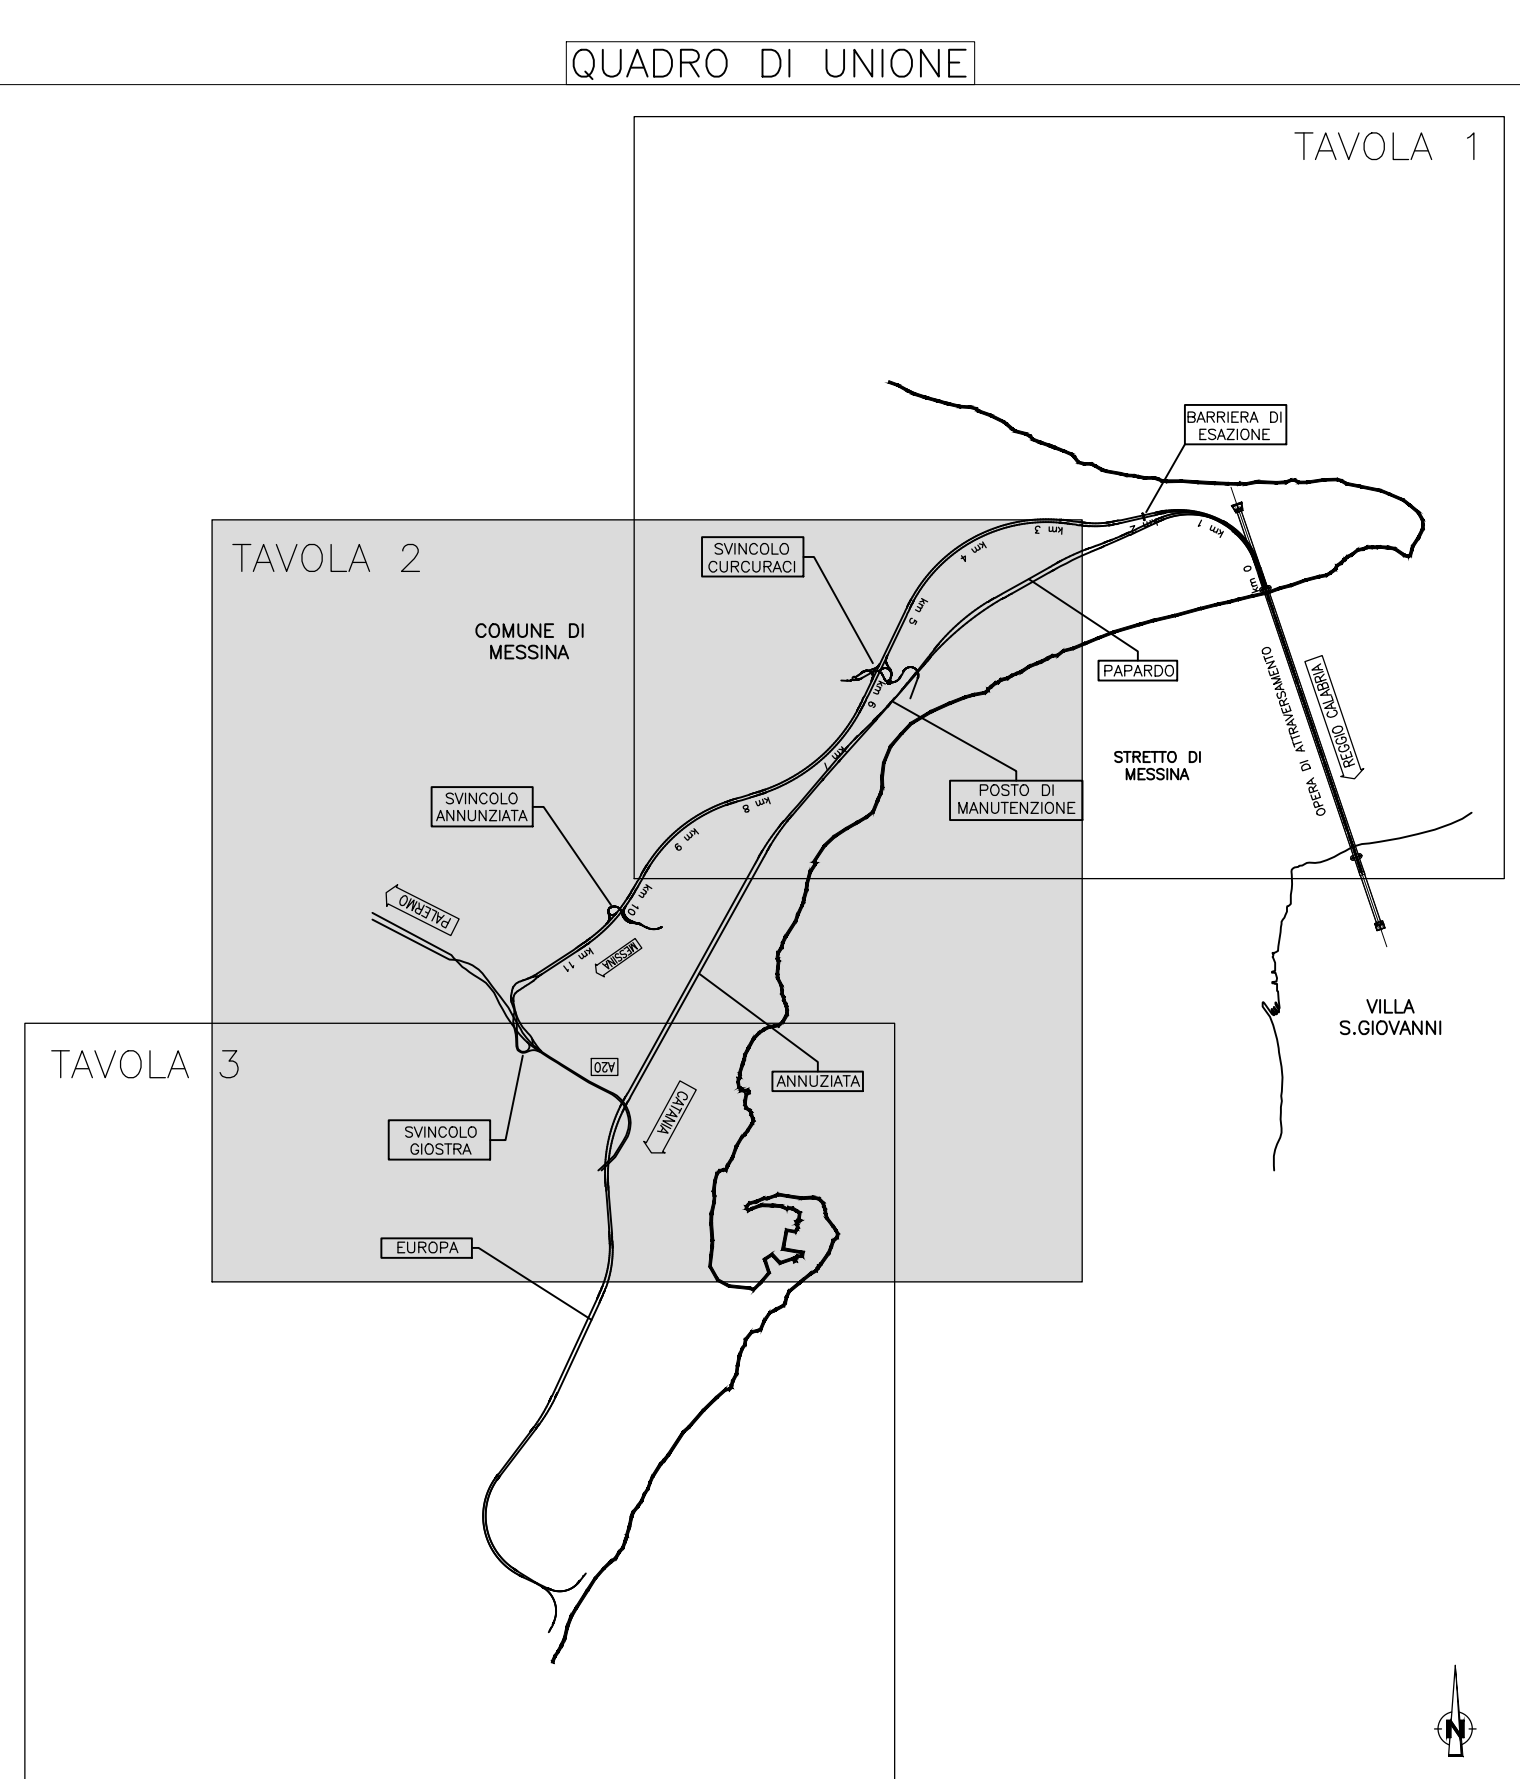 QUADRO DI UNIONE
TAVOLA 1
BARRIERA DI
ESAZIONE
TAVOLA 2
SVINCOLO
CURCURACI
km 0
km 1
km 2
km 3
km 4
km 5
km 6
km 7
km 8
km 9
km 10
km 11
COMUNE DI
MESSINA
PAPARDO
OPERA DI ATTRAVERSAMENTO
REGGIO CALABRIA
STRETTO DI
MESSINA
POSTO DI
MANUTENZIONE
SVINCOLO
ANNUNZIATA
PALERMO
MESSINA
VILLA
S.GIOVANNI
TAVOLA 3
A20
ANNUZIATA
CATANIA
SVINCOLO
GIOSTRA
EUROPA
N